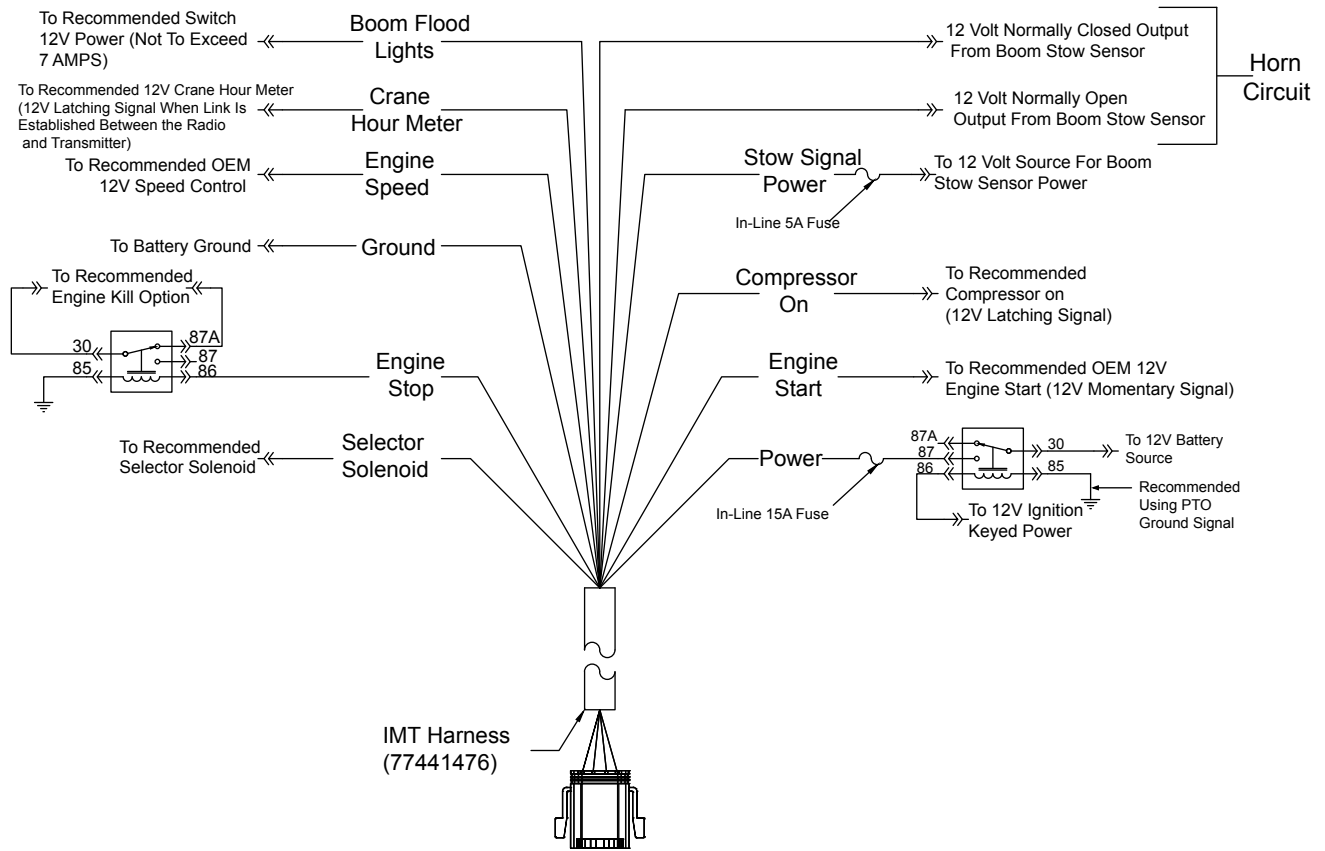 To Recommended Switch
12V Power (Not To Exceed
7 AMPS)
Boom Flood
Lights
To Recommended 12V Crane Hour Meter
(12V Latching Signal When Link Is
Established Between the Radio
and Transmitter)
Crane
Hour Meter
To Recommended OEM
12V Speed Control
Engine
Speed
To Battery Ground
Ground
To Recommended
Engine Kill Option
30
87A
87
85
86
Engine
Stop
To Recommended
Selector Solenoid
Selector
Solenoid
12 Volt Normally Closed Output
From Boom Stow Sensor
Horn
Circuit
12 Volt Normally Open
Output From Boom Stow Sensor
Stow Signal
Power
To 12 Volt Source For Boom
Stow Sensor Power
In-Line 5A Fuse
Compressor
On
To Recommended
Compressor on
(12V Latching Signal)
Engine
Start
To Recommended OEM 12V
Engine Start (12V Momentary Signal)
Power
In-Line 15A Fuse
87A
87
86
30
85
To 12V Battery
Source
Recommended
Using PTO
Ground Signal
To 12V Ignition
Keyed Power
IMT Harness
(77441476)